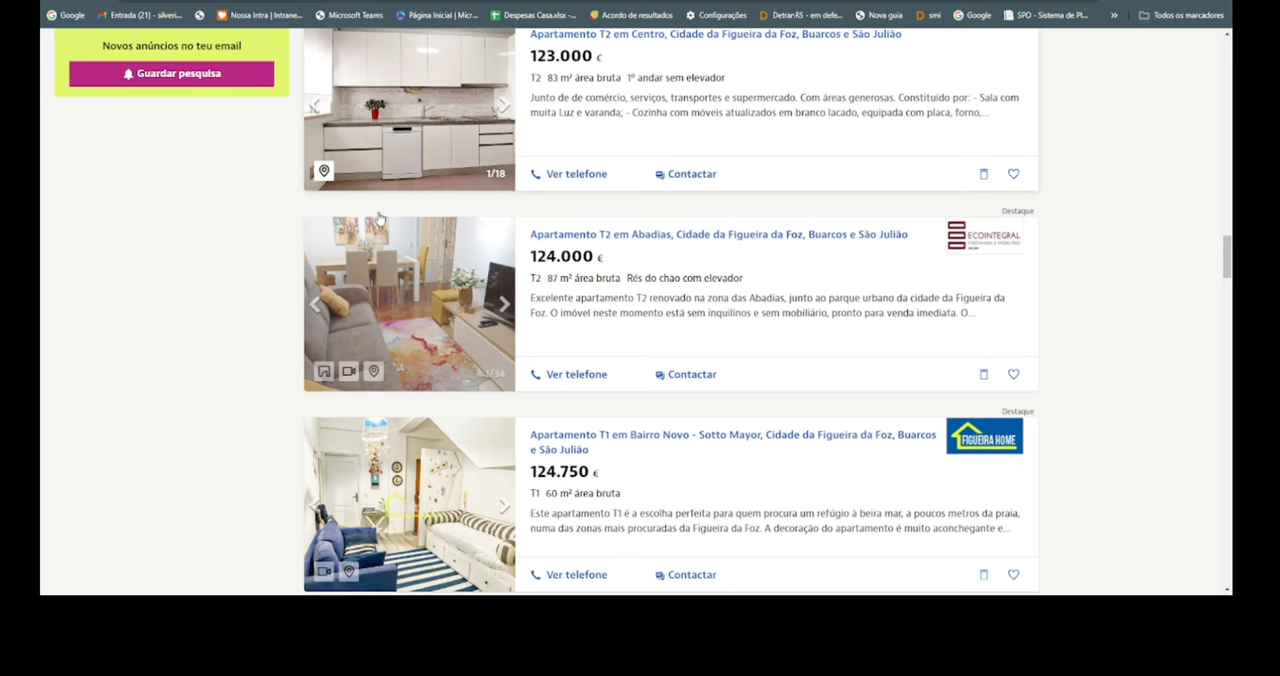 Google
Entrada (21) - silveri...
Nossa Intra | Intrane...
Microsoft Teams
Página Inicial | Micr...
Despesas Casa.xlsx -...
Acordo de resultados
Configurações
DetranRS - em defe...
Nova guia
smi
Google
SPO - Sistema de Pl...
»
Todos os marcadores
Novos anúncios no teu email
Guardar pesquisa
Apartamento T2 em Centro, Cidade da Figueira da Foz, Buarcos e São Julião
123.000 €
T2 83 m² área bruta 1º andar sem elevador
Junto de de comércio, serviços, transportes e supermercado. Com áreas generosas. Constituído por: - Sala com
muita Luz e varanda; - Cozinha com móveis atualizados em branco lacado, equipada com placa, forno,...
1/18
Ver telefone
Contactar
Destaque
Apartamento T2 em Abadias, Cidade da Figueira da Foz, Buarcos e São Julião
ECOINTEGRAL
124.000 €
T2 87 m² área bruta Rés do chão com elevador
Excelente apartamento T2 renovado na zona das Abadias, junto ao parque urbano da cidade da Figueira da
Foz. O imóvel neste momento está sem inquilinos e sem mobiliário, pronto para venda imediata. O...
1/34
Ver telefone
Contactar
Destaque
Apartamento T1 em Bairro Novo - Sotto Mayor, Cidade da Figueira da Foz, Buarcos
e São Julião
FIGUEIRA HOME
124.750 €
T1 60 m² área bruta
Este apartamento T1 é a escolha perfeita para quem procura um refúgio à beira mar, a poucos metros da praia,
numa das zonas mais procuradas da Figueira da Foz. A decoração do apartamento é muito aconchegante e...
Ver telefone
Contactar